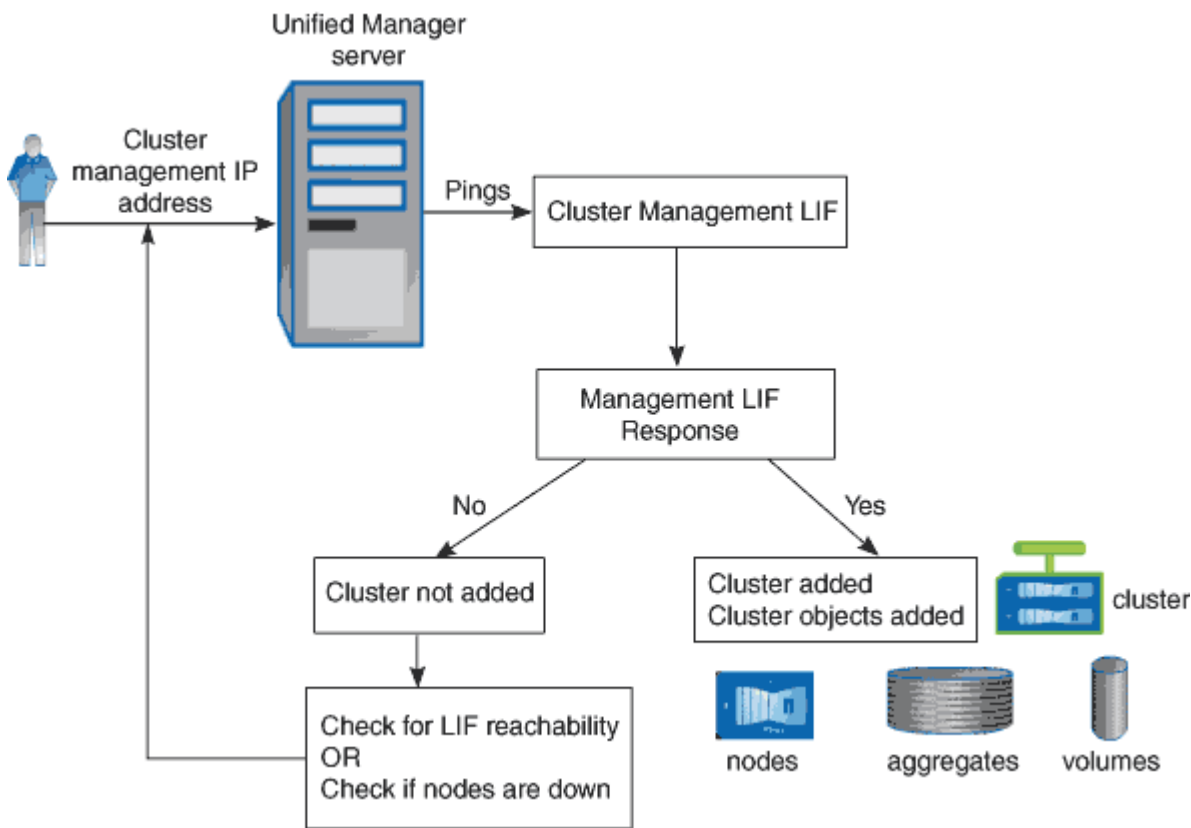 Unified Manager
server
Cluster
management IP
address
Pings
Cluster Management LIF
Management LIF
Response
No
Yes
Cluster not added
Cluster added
Cluster objects added
cluster
Check for LIF reachability
OR
Check if nodes are down
nodes
aggregates
volumes